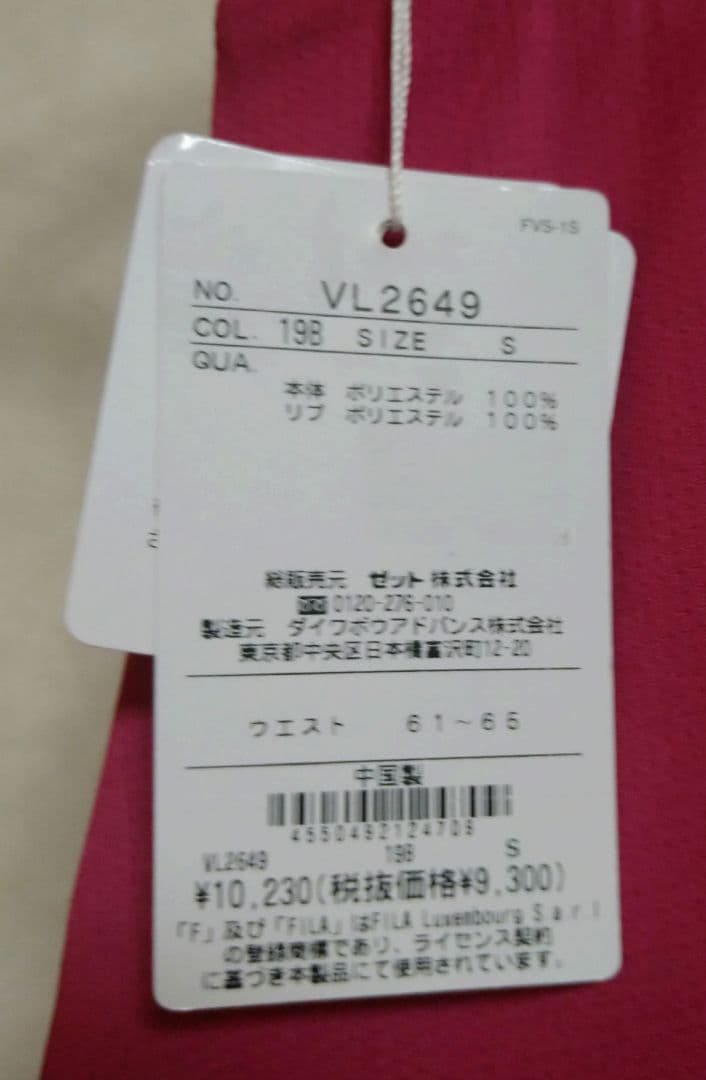 FVS-1S
NO. VL2649
COL. 19B SIZE S
QUA.
本体 ポリエステル 100%
リブ ポリエステル 100%
総販売元 ゼット株式会社
0120-276-010
製造元 ダイワボウアドバンス株式会社
東京都中央区日本橋富沢町12-20
ウエスト 61~65
中国製
4550492124708
VL2649 19B S
¥10,230(税抜価格¥9,300)
「F」及び「FILA」はFILA Luxembourg S a r l
の登録商標であり、ライセンス契約
に基づき本製品にて使用されています。